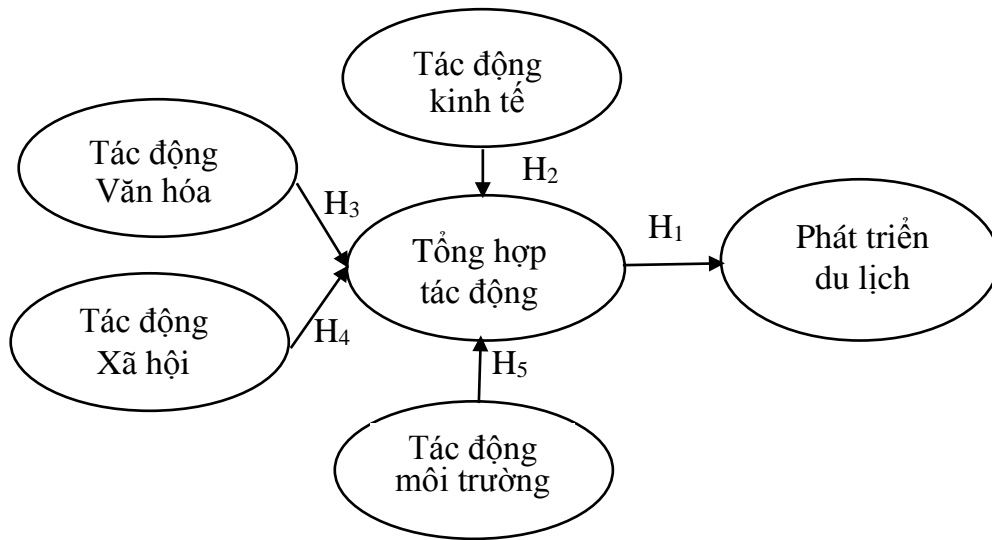 Tác động
kinh tế
Tác động
Văn hóa
H₂
H₃
Tổng hợp
tác động
H₁
Phát triển
du lịch
Tác động
Xã hội
H₄
H₅
Tác động
môi trường